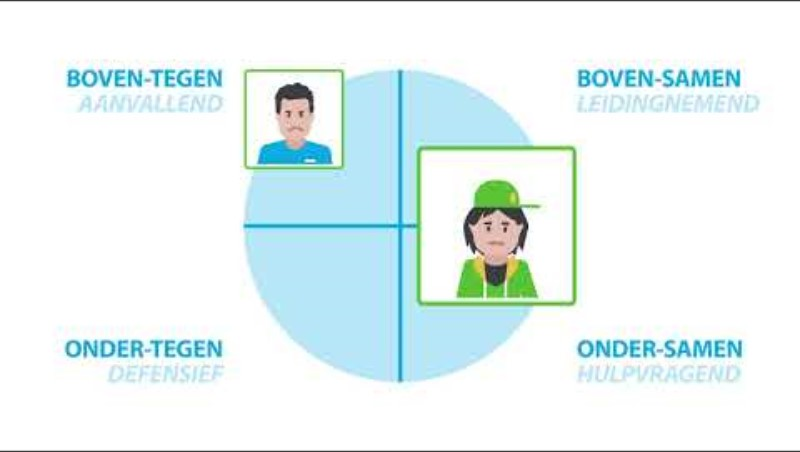 BOVEN-TEGEN
AANVALLEND
BOVEN-SAMEN
LEIDINGNEMEND
ONDER-TEGEN
DEFENSIEF
ONDER-SAMEN
HULPVRAGEND